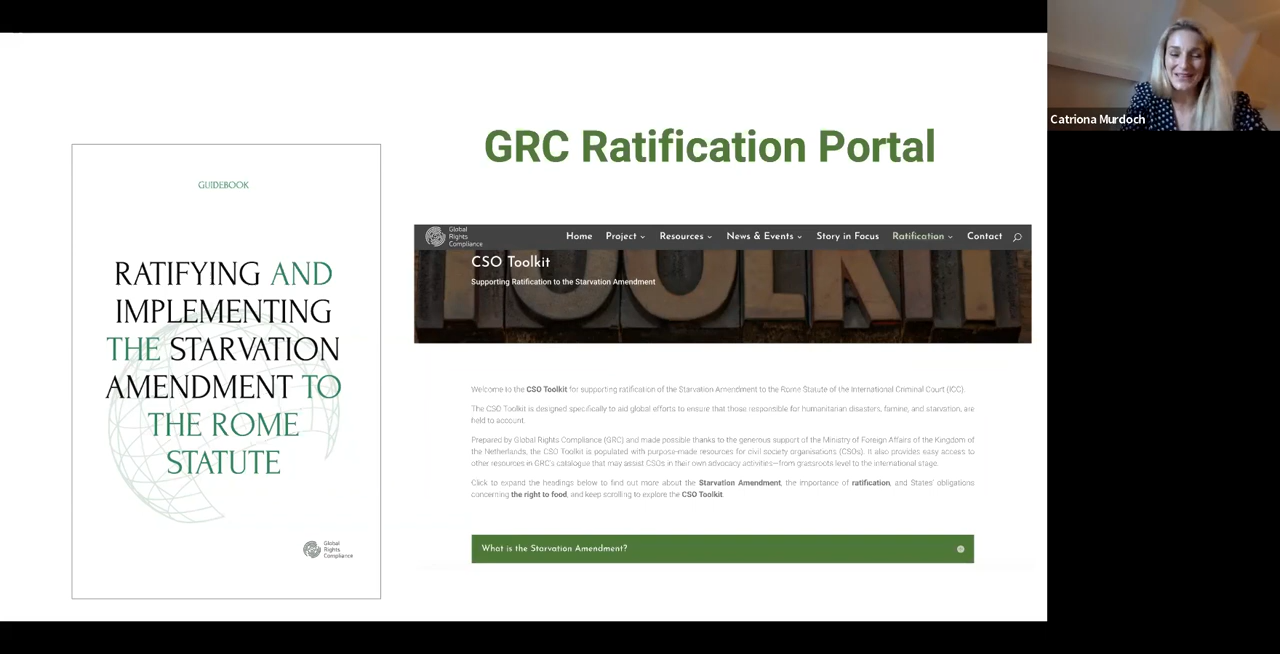 GRC Ratification Portal
GUIDEBOOK
RATIFYING AND
IMPLEMENTING
THE STARVATION
AMENDMENT TO
THE ROME
STATUTE
Global
Rights
Compliance
Global
Rights
Compliance
Home Project Resources News & Events Story in Focus Ratification Contact
TOOLKIT
CSO Toolkit
Supporting Ratification to the Starvation Amendment
Welcome to the CSO Toolkit for supporting ratification of the Starvation Amendment to the Rome Statute of the International Criminal Court (ICC).
The CSO Toolkit is designed specifically to aid global efforts to ensure that those responsible for humanitarian disasters, famine, and starvation, are
held to account.
Prepared by Global Rights Compliance (GRC) and made possible thanks to the generous support of the Ministry of Foreign Affairs of the Kingdom of
the Netherlands, the CSO Toolkit is populated with purpose-made resources for civil society organisations (CSOs). It also provides easy access to
other resources in GRC's catalogue that may assist CSOs in their own advocacy activities—from grassroots level to the international stage.
Click to expand the headings below to find out more about the Starvation Amendment, the importance of ratification, and States' obligations
concerning the right to food, and keep scrolling to explore the CSO Toolkit.
What is the Starvation Amendment?
Catriona Murdoch